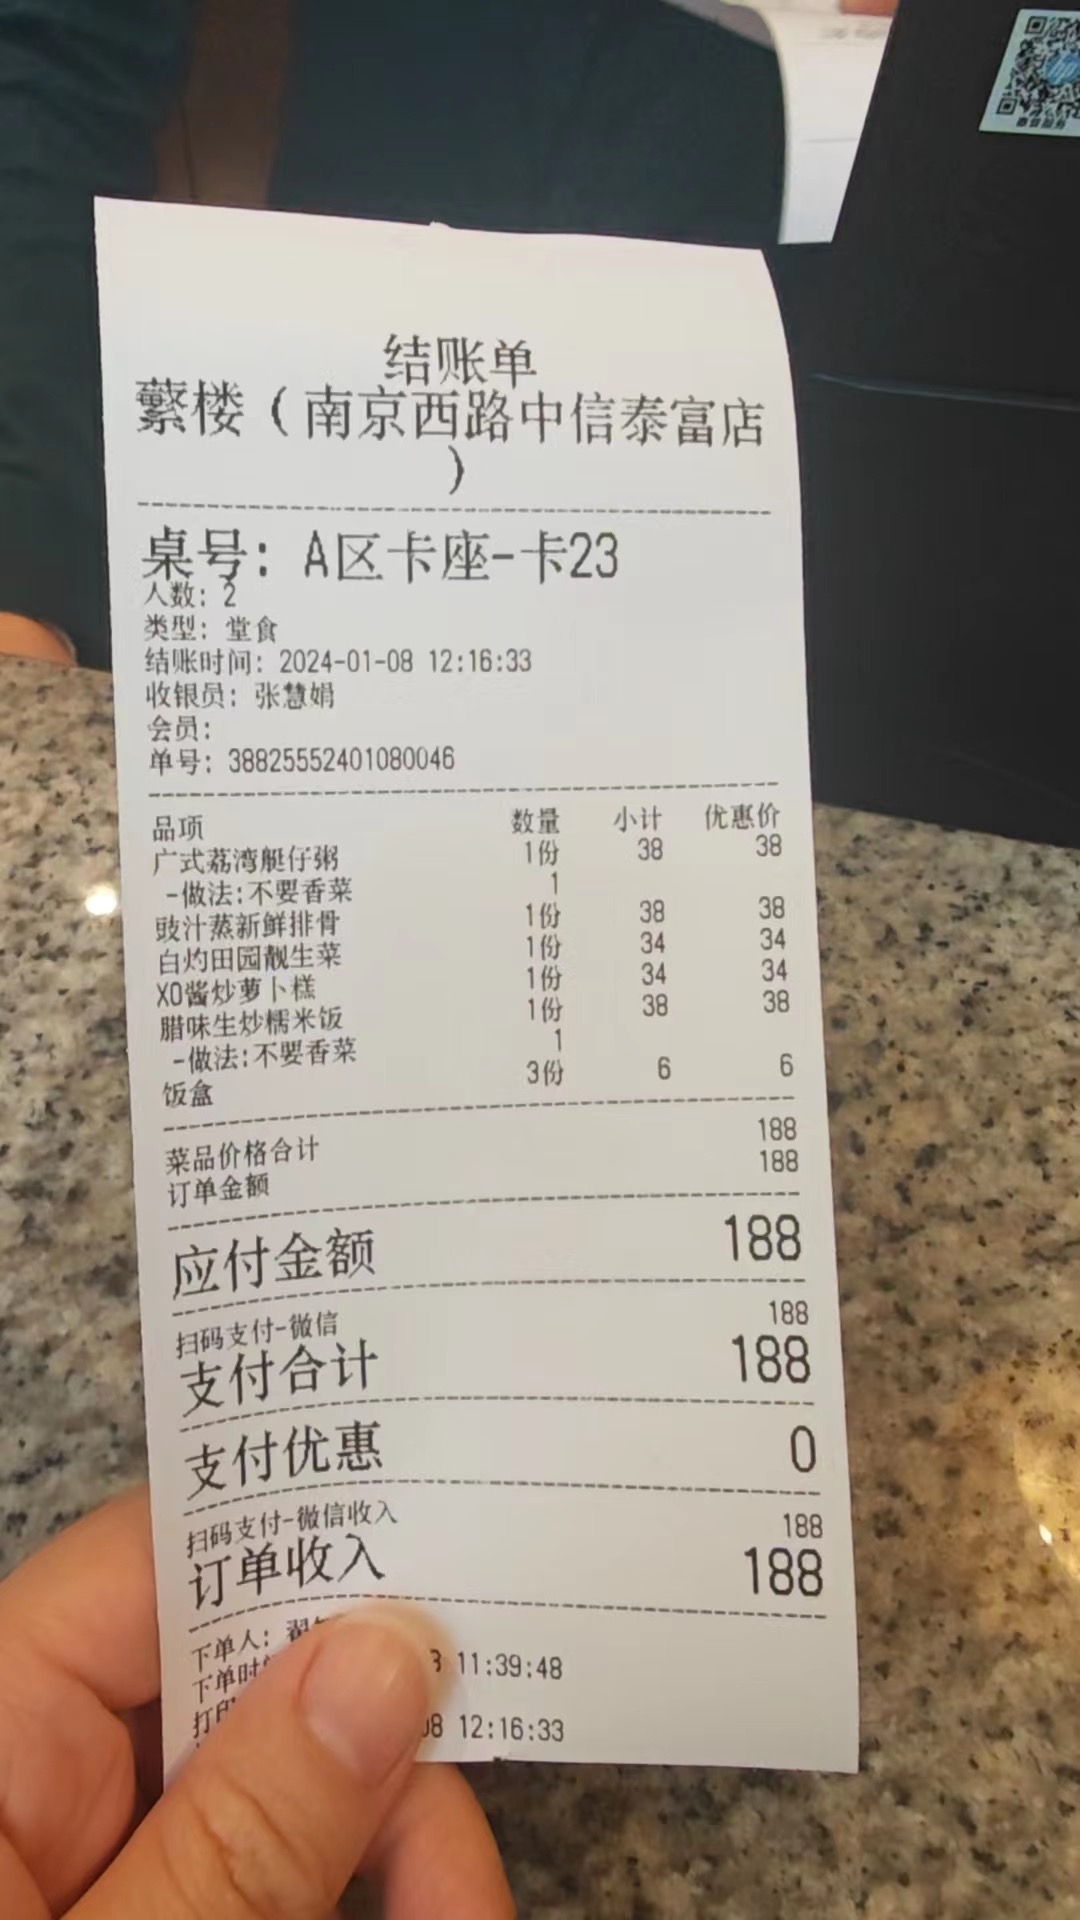 结账单
蘩楼（南京西路中信泰富店
）
桌号：A区卡座-卡23
人数：2
类型：堂食
结账时间：2024-01-08 12:16:33
收银员：张慧娟
会员：
单号：38825552401080046
品项 数量 小计 优惠价
广式荔湾艇仔粥 1份 38 38
-做法:不要香菜 1
豉汁蒸新鲜排骨 1份 38 38
白灼田园靓生菜 1份 34 34
XO酱炒萝卜糕 1份 34 34
腊味生炒糯米饭 1份 38 38
-做法:不要香菜 1
饭盒 3份 6 6
菜品价格合计 188
订单金额 188
应付金额 188
扫码支付-微信 188
支付合计 188
支付优惠 0
扫码支付-微信收入 188
订单收入 188
下单人：
下单时 11:39:48
打印 08 12:16:33